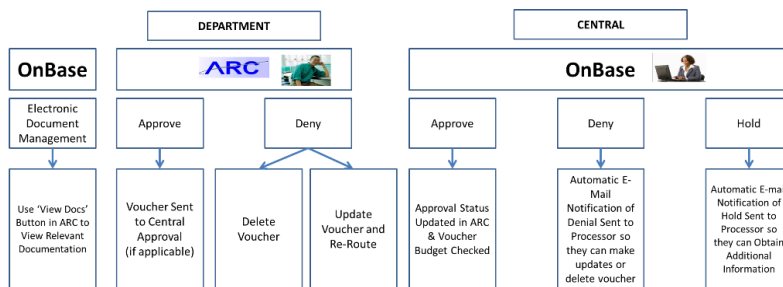 DEPARTMENT
CENTRAL
OnBase
ARC
OnBase
Electronic
Document
Management
Approve
Deny
Approve
Deny
Hold
Use ‘View Docs’
Button in ARC to
View Relevant
Documentation
Voucher Sent
to Central
Approval
(if applicable)
Delete
Voucher
Update
Voucher and
Re-Route
Approval Status
Updated in ARC
& Voucher
Budget Checked
Automatic E-
Mail
Notification of
Denial Sent to
Processor so
they can make
updates or
delete voucher
Automatic E-mail
Notification of
Hold Sent to
Processor so
they can Obtain
Additional
Information